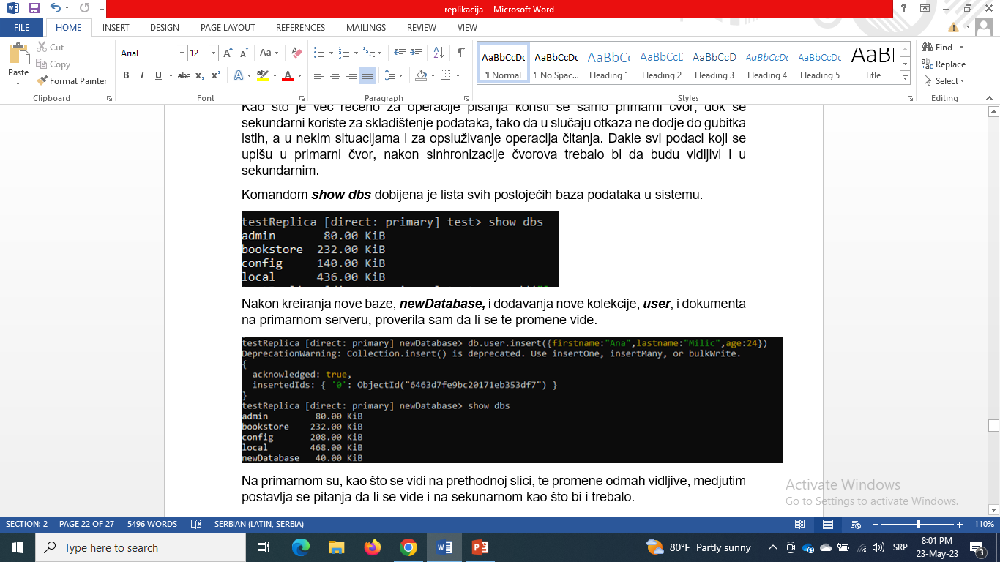 replikacija - Microsoft Word
FILE HOME INSERT DESIGN PAGE LAYOUT REFERENCES MAILINGS REVIEW VIEW
Paste
Cut
Copy
Format Painter
Clipboard
Arial 12
Font
Paragraph
AaBbCcDc AaBbCcDc AaBbCc AaBbCcD AaBbCcD AaBbCcDc AaBbCcDc AaBl
¶ Normal ¶ No Spac... Heading 1 Heading 2 Heading 3 Heading 4 Heading 5 Title
Styles
Find
Replace
Select
Editing
Kao što je već rečeno za operacije pisanja koristi se samo primarni čvor, dok se
sekundarni koriste za skladištenje podataka, tako da u slučaju otkaza ne dodje do gubitka
istih, a u nekim situacijama i za opsluživanje operacija čitanja. Dakle svi podaci koji se
upišu u primarni čvor, nakon sinhronizacije čvorova trebalo bi da budu vidljivi i u
sekundarnim.
Komandom show dbs dobijena je lista svih postojećih baza podataka u sistemu.
testReplica [direct: primary] test> show dbs
admin 80.00 KiB
bookstore 232.00 KiB
config 140.00 KiB
local 436.00 KiB
Nakon kreiranja nove baze, newDatabase, i dodavanja nove kolekcije, user, i dokumenta
na primarnom serveru, proverila sam da li se te promene vide.
testReplica [direct: primary] newDatabase> db.user.insert({firstname:"Ana",lastname:"Milic",age:24})
DeprecationWarning: Collection.insert() is deprecated. Use insertOne, insertMany, or bulkWrite.
{
acknowledged: true,
insertedIds: { '0': ObjectId("6463d7fe9bc20171eb353df7") }
}
testReplica [direct: primary] newDatabase> show dbs
admin 80.00 KiB
bookstore 232.00 KiB
config 208.00 KiB
local 468.00 KiB
newDatabase 40.00 KiB
Na primarnom su, kao što se vidi na prethodnoj slici, te promene odmah vidljive, medjutim
postavlja se pitanja da li se vide i na sekunarnom kao što bi i trebalo.
Activate Windows
Go to Settings to activate Windows.
SECTION: 2 PAGE 22 OF 27 5496 WORDS SERBIAN (LATIN, SERBIA) 110%
Type here to search
80°F Partly sunny
SRP
8:01 PM
23-May-23
3